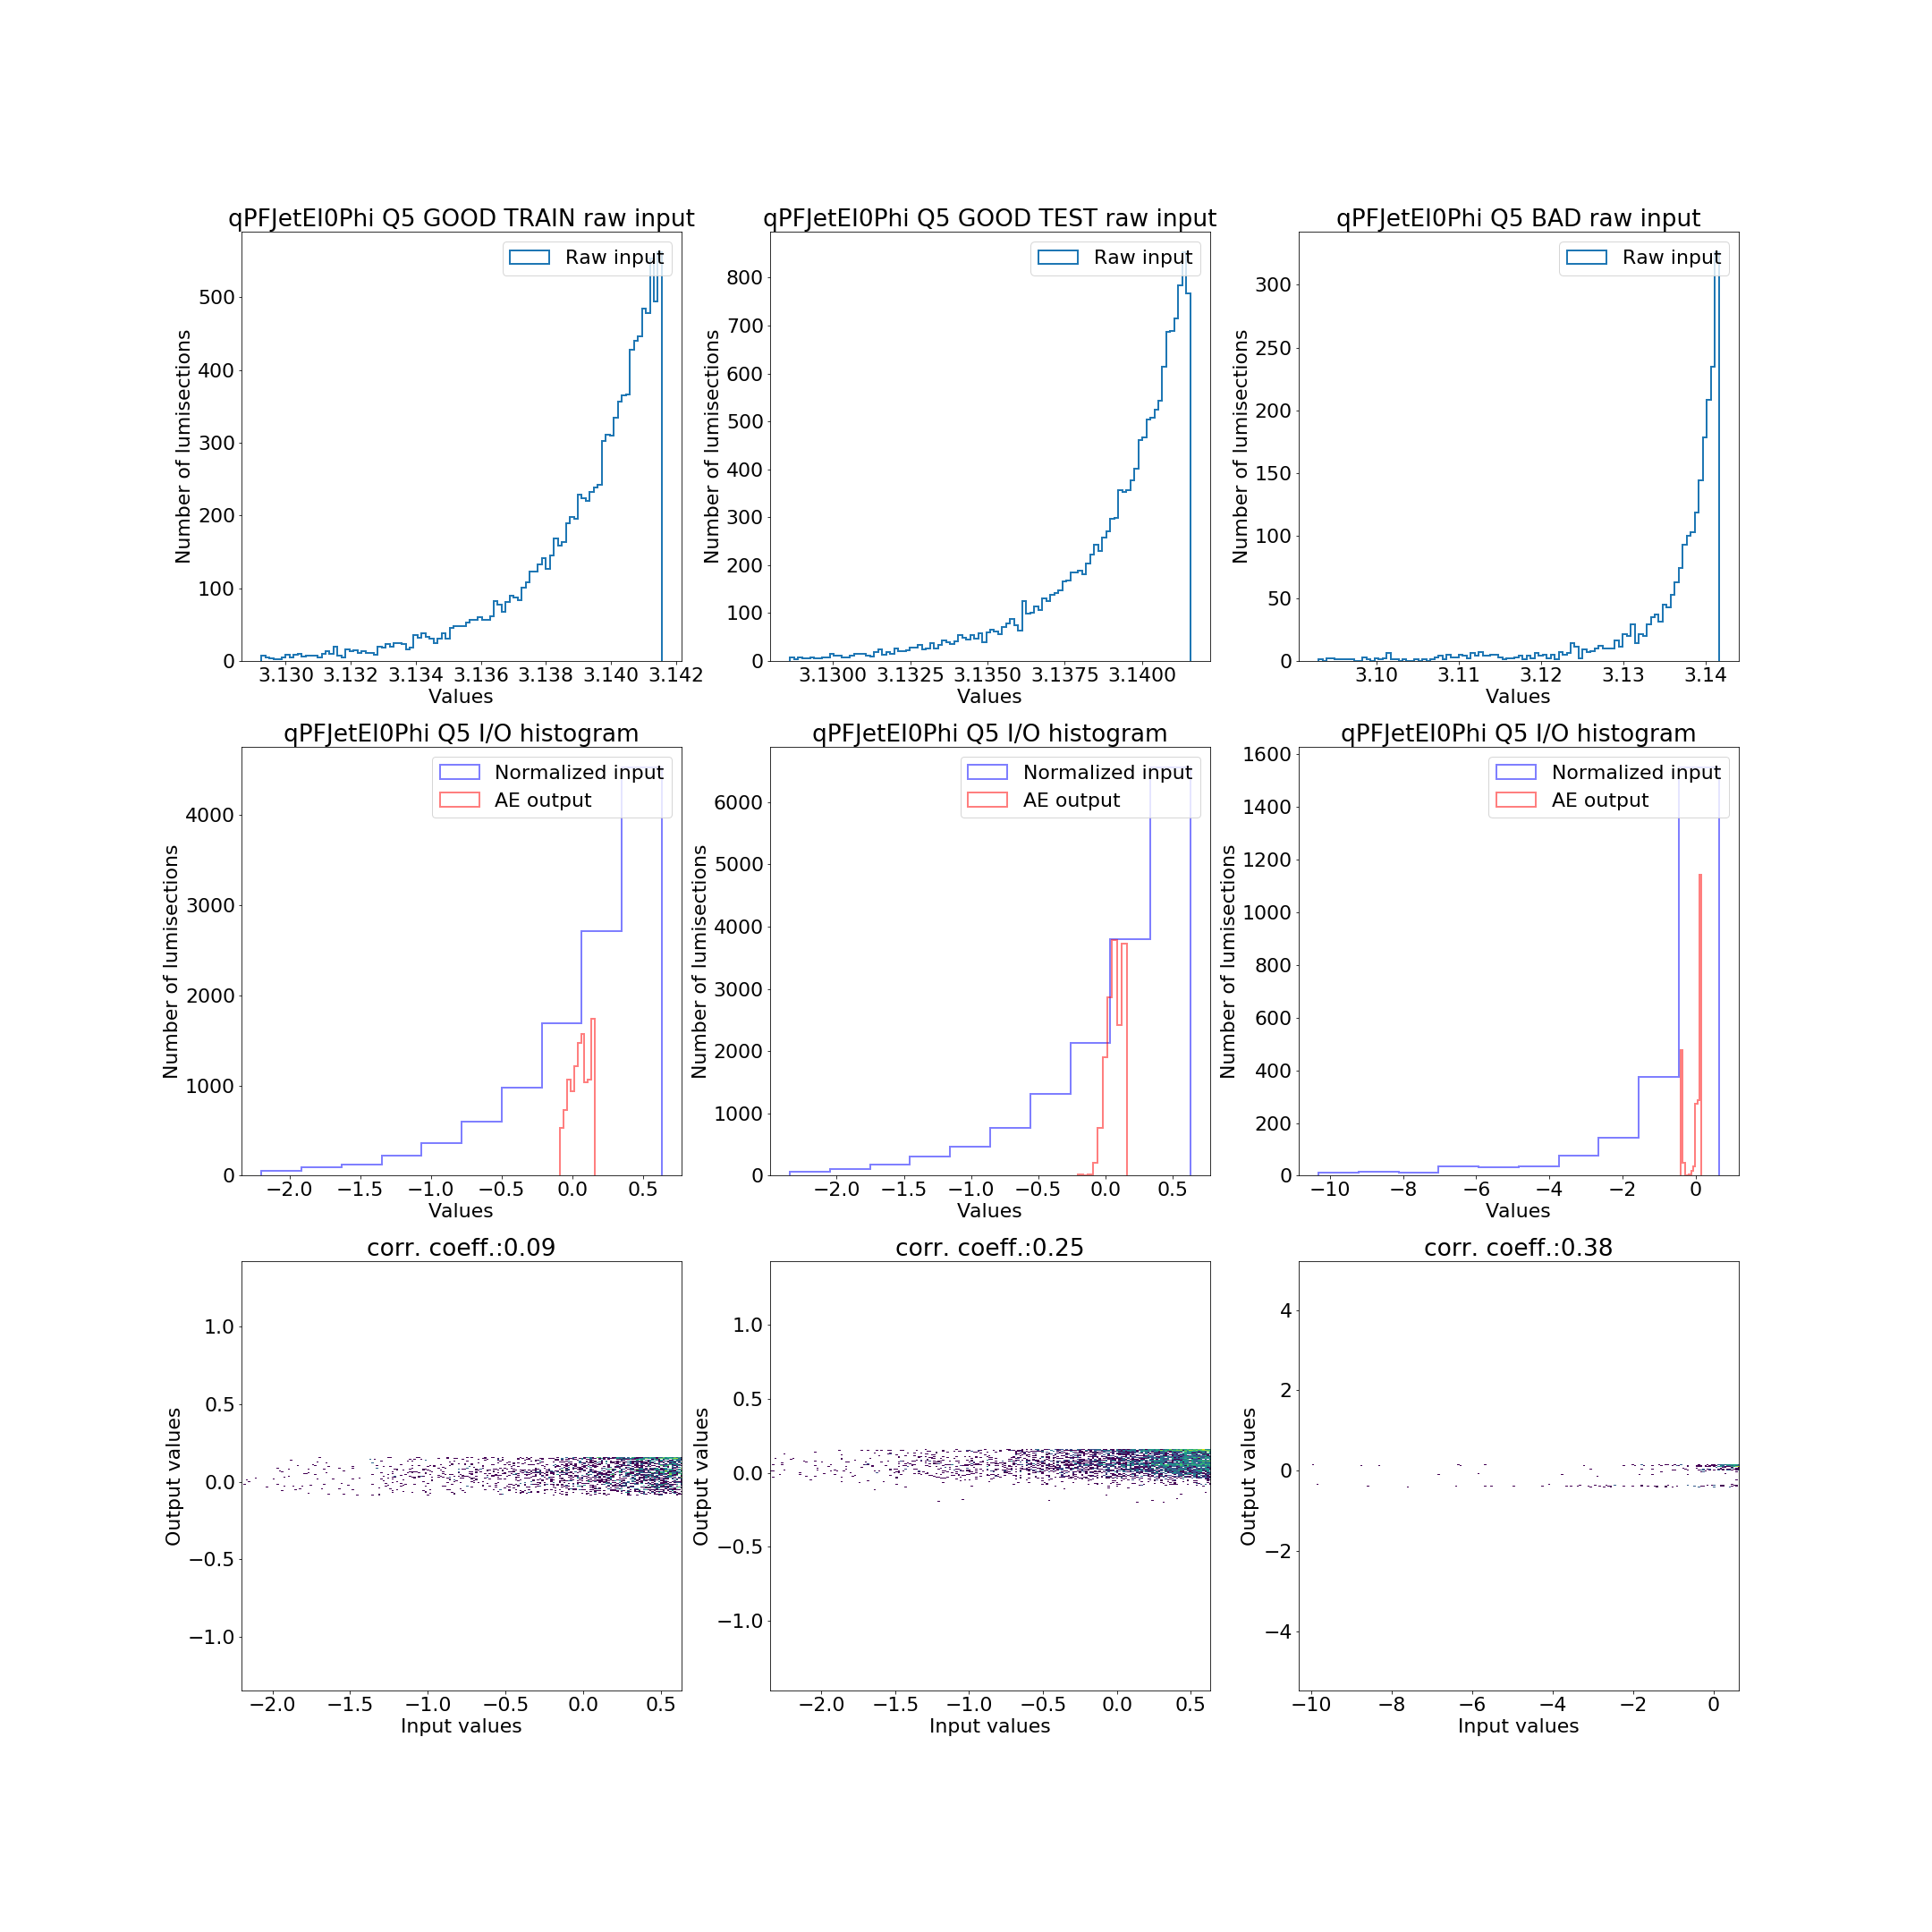 qPFJetEI0Phi Q5 GOOD TRAIN raw input
Raw input
500
400
300
200
100
0
Number of lumisections
3.130 3.132 3.134 3.136 3.138 3.140 3.142
Values
qPFJetEI0Phi Q5 GOOD TEST raw input
Raw input
800
700
600
500
400
300
200
100
0
Number of lumisections
3.1300 3.1325 3.1350 3.1375 3.1400
Values
qPFJetEI0Phi Q5 BAD raw input
Raw input
300
250
200
150
100
50
0
Number of lumisections
3.10 3.11 3.12 3.13 3.14
Values
qPFJetEI0Phi Q5 I/O histogram
Normalized input
AE output
4000
3000
2000
1000
0
Number of lumisections
−2.0 −1.5 −1.0 −0.5 0.0 0.5
Values
qPFJetEI0Phi Q5 I/O histogram
Normalized input
AE output
6000
5000
4000
3000
2000
1000
0
Number of lumisections
−2.0 −1.5 −1.0 −0.5 0.0 0.5
Values
qPFJetEI0Phi Q5 I/O histogram
Normalized input
AE output
1600
1400
1200
1000
800
600
400
200
0
Number of lumisections
−10 −8 −6 −4 −2 0
Values
corr. coeff.:0.09
1.0
0.5
0.0
−0.5
−1.0
Output values
−2.0 −1.5 −1.0 −0.5 0.0 0.5
Input values
corr. coeff.:0.25
1.0
0.5
0.0
−0.5
−1.0
Output values
−2.0 −1.5 −1.0 −0.5 0.0 0.5
Input values
corr. coeff.:0.38
4
2
0
−2
−4
Output values
−10 −8 −6 −4 −2 0
Input values